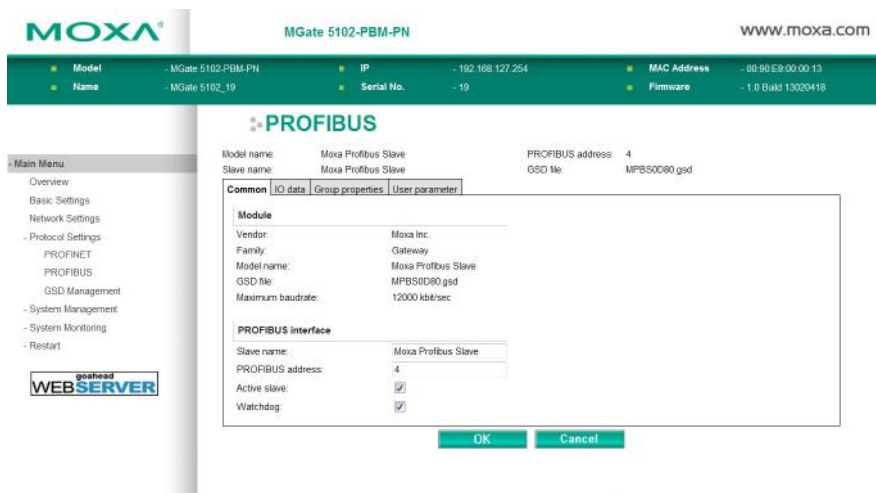 MOXA®
MGate 5102-PBM-PN
www.moxa.com
Model - MGate 5102-PBM-PN IP - 192.168.127.254 MAC Address - 00:90:E8:00:00:13
Name - MGate 5102_19 Serial No. - 19 Firmware - 1.0 Build 13020418
PROFIBUS
Model name: Moxa Profibus Slave PROFIBUS address: 4
Slave name: Moxa Profibus Slave GSD file: MPBS0D80.gsd
- Main Menu
Overview
Basic Settings
Network Settings
- Protocol Settings
PROFINET
PROFIBUS
GSD Management
- System Management
- System Monitoring
- Restart
goahead
WEBSERVER
Common IO data Group properties User parameter
Module
Vendor: Moxa Inc.
Family: Gateway
Model name: Moxa Profibus Slave
GSD file: MPBS0D80.gsd
Maximum baudrate: 12000 kbit/sec
PROFIBUS interface
Slave name: Moxa Profibus Slave
PROFIBUS address: 4
Active slave:
Watchdog:
OK Cancel